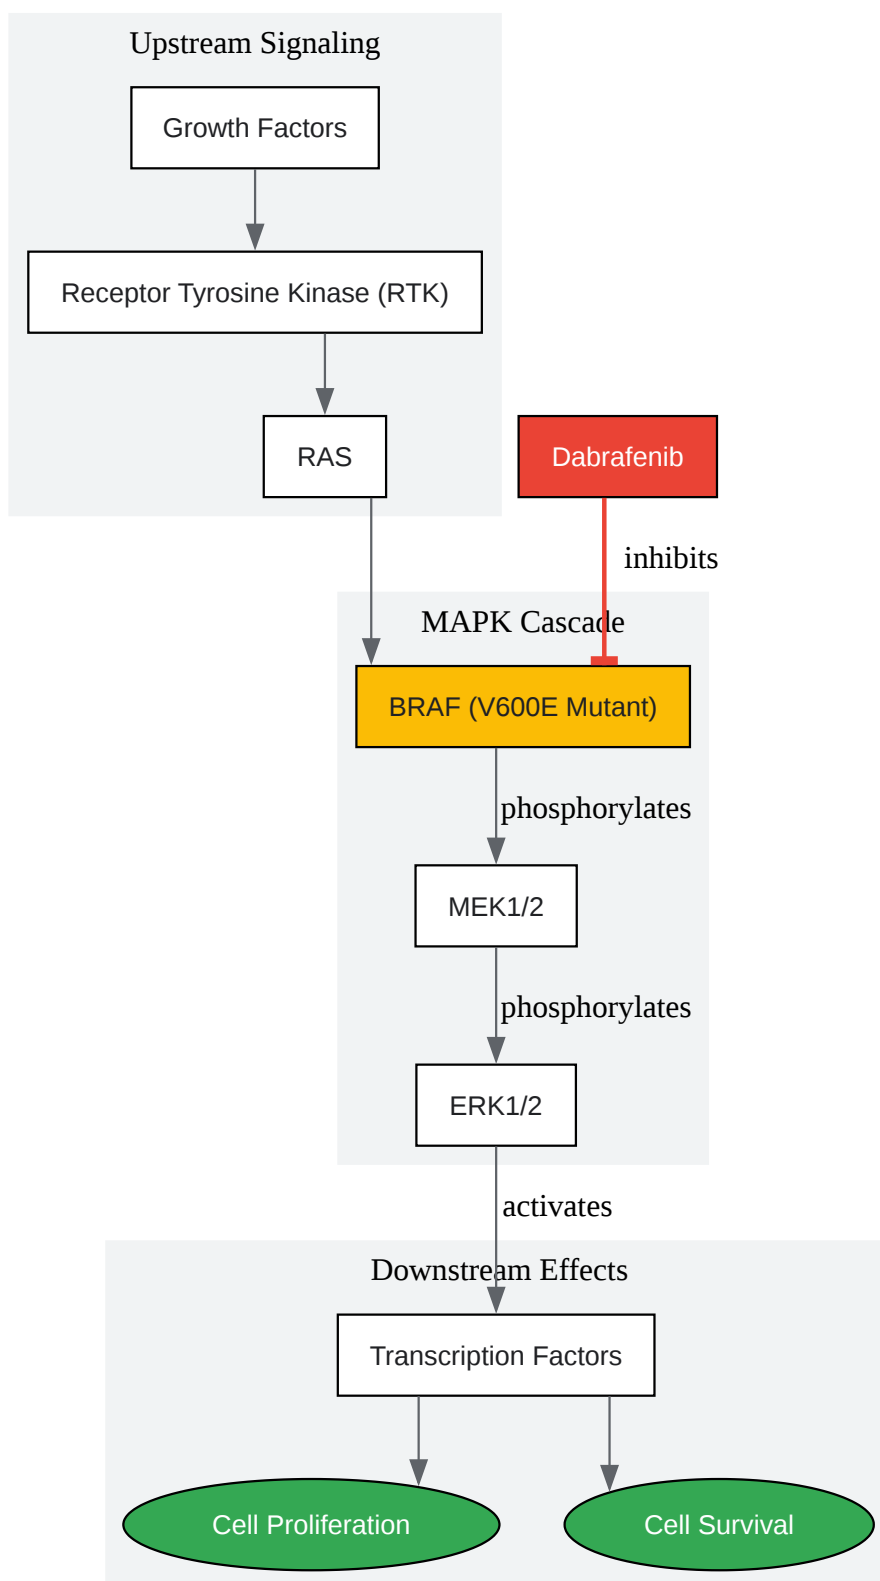 Upstream Signaling
Growth Factors
Receptor Tyrosine Kinase (RTK)
RAS
Dabrafenib
inhibits
MAPK Cascade
BRAF (V600E Mutant)
phosphorylates
MEK1/2
phosphorylates
ERK1/2
activates
Downstream Effects
Transcription Factors
Cell Proliferation
Cell Survival